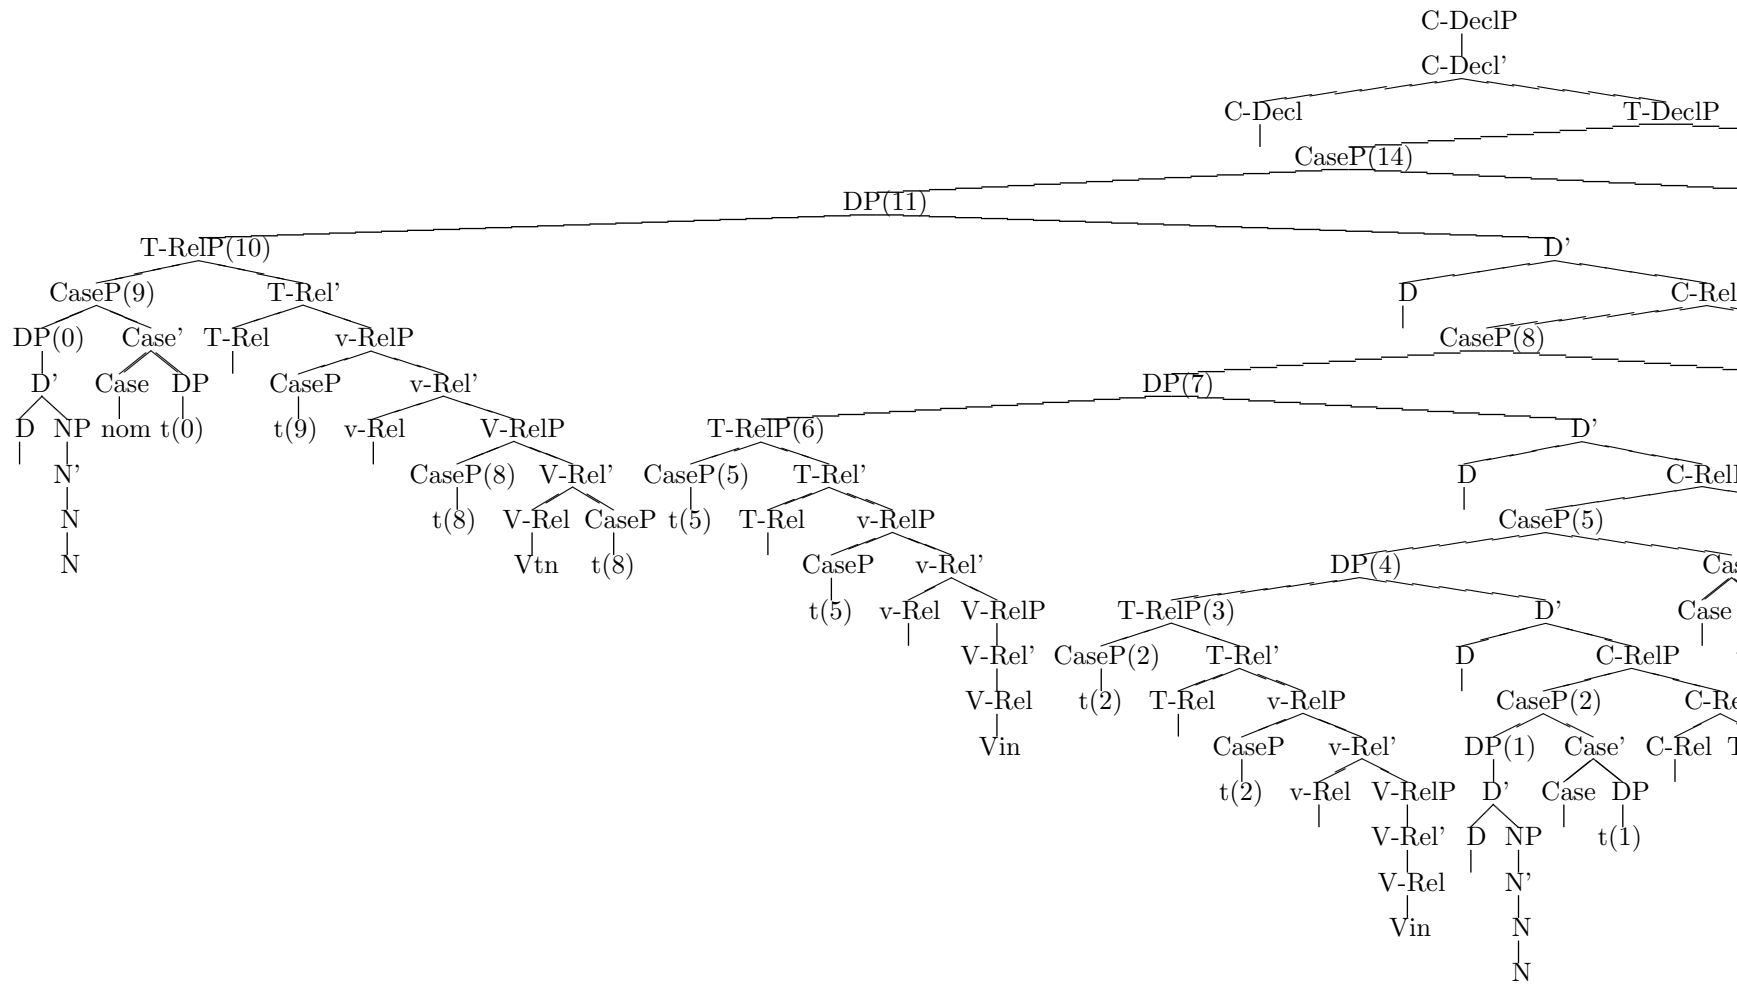 C-DeclP
C-Decl’
C-Decl T-DeclP
CaseP(14)
DP(11)
T-RelP(10) D’
CaseP(9) T-Rel’ D C-Rel
DP(0) Case’ T-Rel v-RelP CaseP(8)
D’ Case DP CaseP v-Rel’ DP(7)
D NP nom t(0) t(9) v-Rel V-RelP T-RelP(6) D’
N’ CaseP(8) V-Rel’ CaseP(5) T-Rel’ D C-Rel
N t(8) V-Rel CaseP t(5) T-Rel v-RelP CaseP(5)
N Vtn t(8) CaseP v-Rel’ DP(4) Cas
t(5) v-Rel V-RelP T-RelP(3) D’ Case
V-Rel’ CaseP(2) T-Rel’ D C-RelP
V-Rel t(2) T-Rel v-RelP CaseP(2) C-Re
Vin CaseP v-Rel’ DP(1) Case’ C-Rel T
t(2) v-Rel V-RelP D’ Case DP
V-Rel’ D NP t(1)
V-Rel N’
Vin N
N